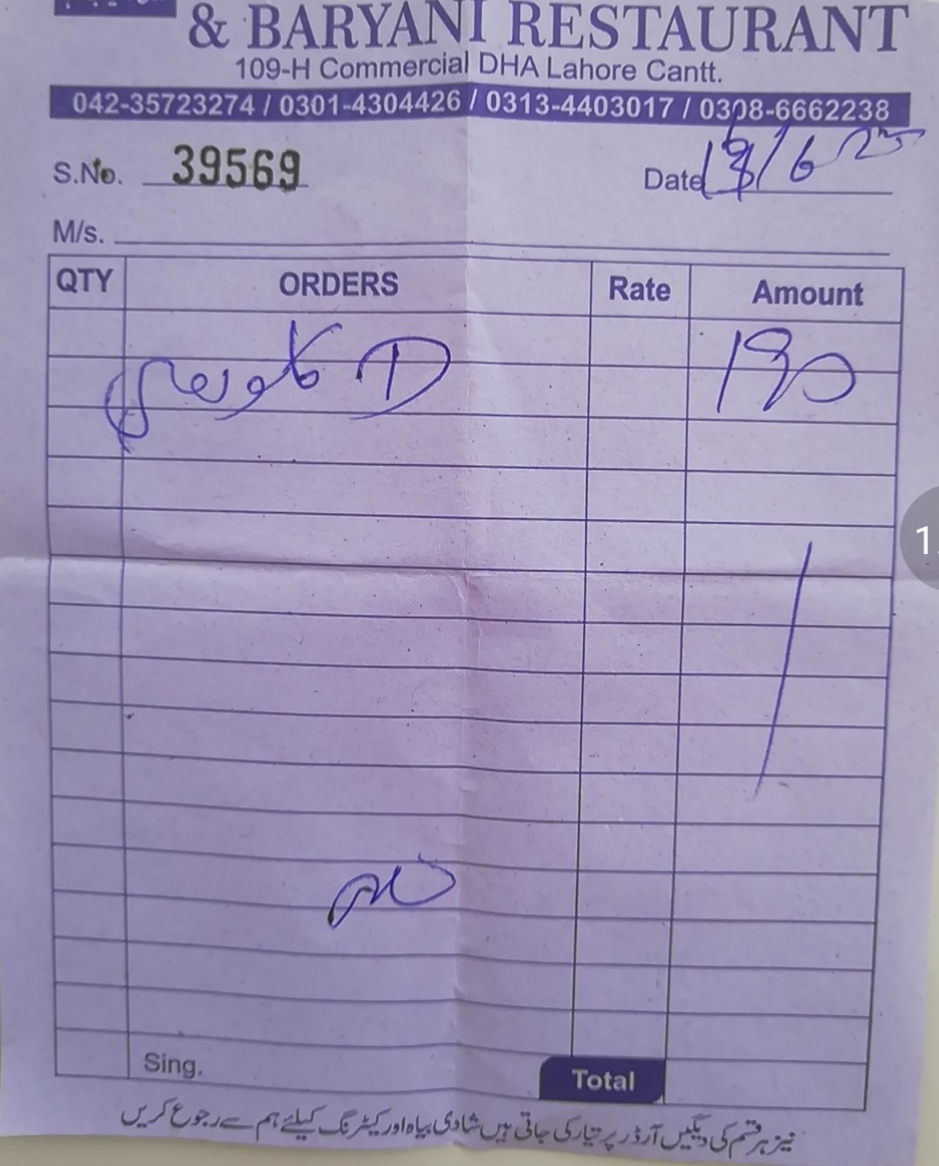 & BARYANI RESTAURANT
109-H Commercial DHA Lahore Cantt.
042-35723274 / 0301-4304426 / 0313-4403017 / 0308-6662238
S.No. 39569 Date /6 25
M/s.
QTY ORDERS Rate Amount
D 190
Sing. Total
نیز ہر قسم کی دیگیں آرڈر پر تیار کی جاتی ہیں شادی بیاہ اور کیٹرنگ کیلئے ہم سے رجوع کریں
1